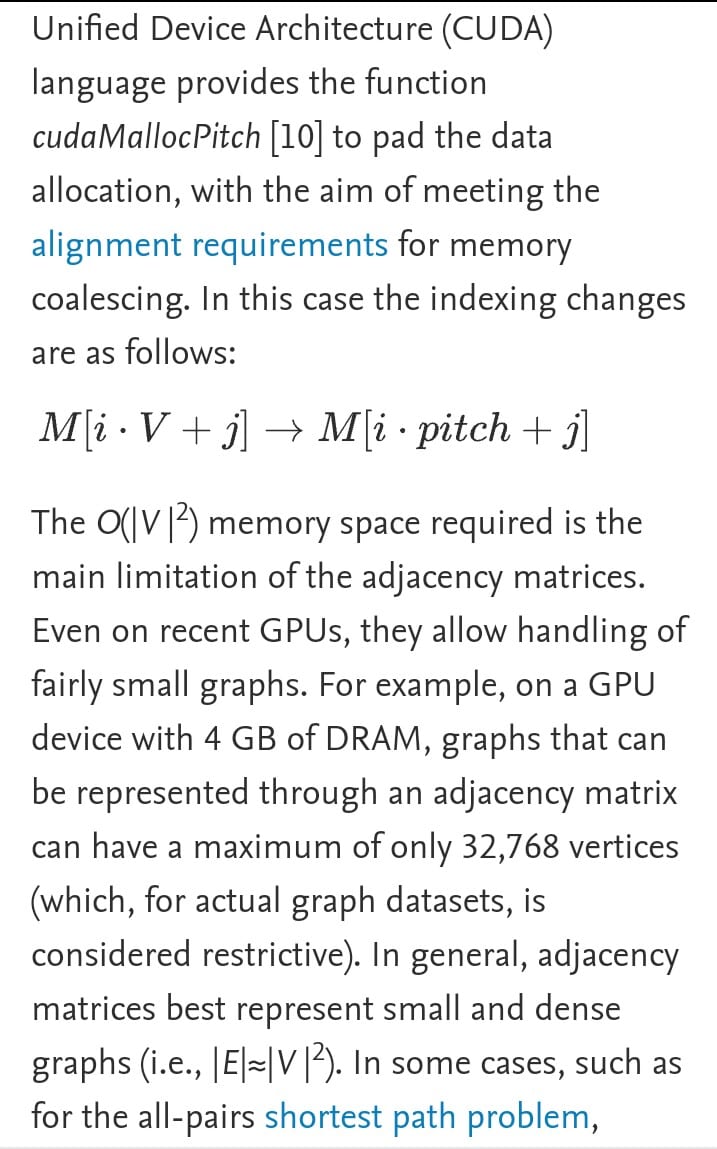 Unified Device Architecture (CUDA)
language provides the function
cudaMallocPitch [10] to pad the data
allocation, with the aim of meeting the
alignment requirements for memory
coalescing. In this case the indexing changes
are as follows:
M[i · V + j] → M[i · pitch + j]
The O(|V|²) memory space required is the
main limitation of the adjacency matrices.
Even on recent GPUs, they allow handling of
fairly small graphs. For example, on a GPU
device with 4 GB of DRAM, graphs that can
be represented through an adjacency matrix
can have a maximum of only 32,768 vertices
(which, for actual graph datasets, is
considered restrictive). In general, adjacency
matrices best represent small and dense
graphs (i.e., |E|≈|V|²). In some cases, such as
for the all-pairs shortest path problem,